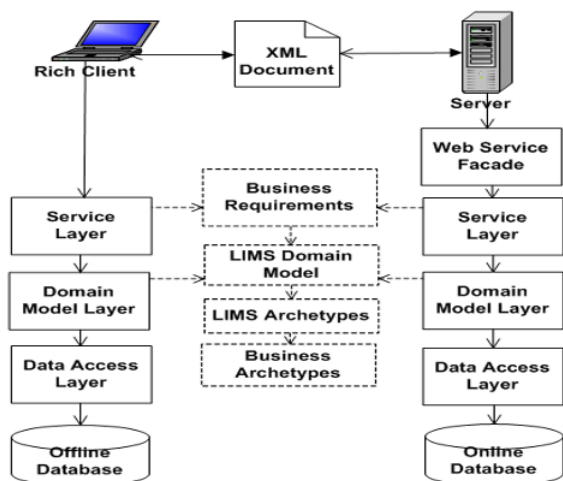 XML
Document
Rich Client
Server
Web Service
Facade
Business
Requirements
Service
Layer
Service
Layer
LIMS Domain
Model
Domain
Model Layer
Domain
Model Layer
LIMS Archetypes
Business
Archetypes
Data Access
Layer
Data Access
Layer
Offline
Database
Online
Database